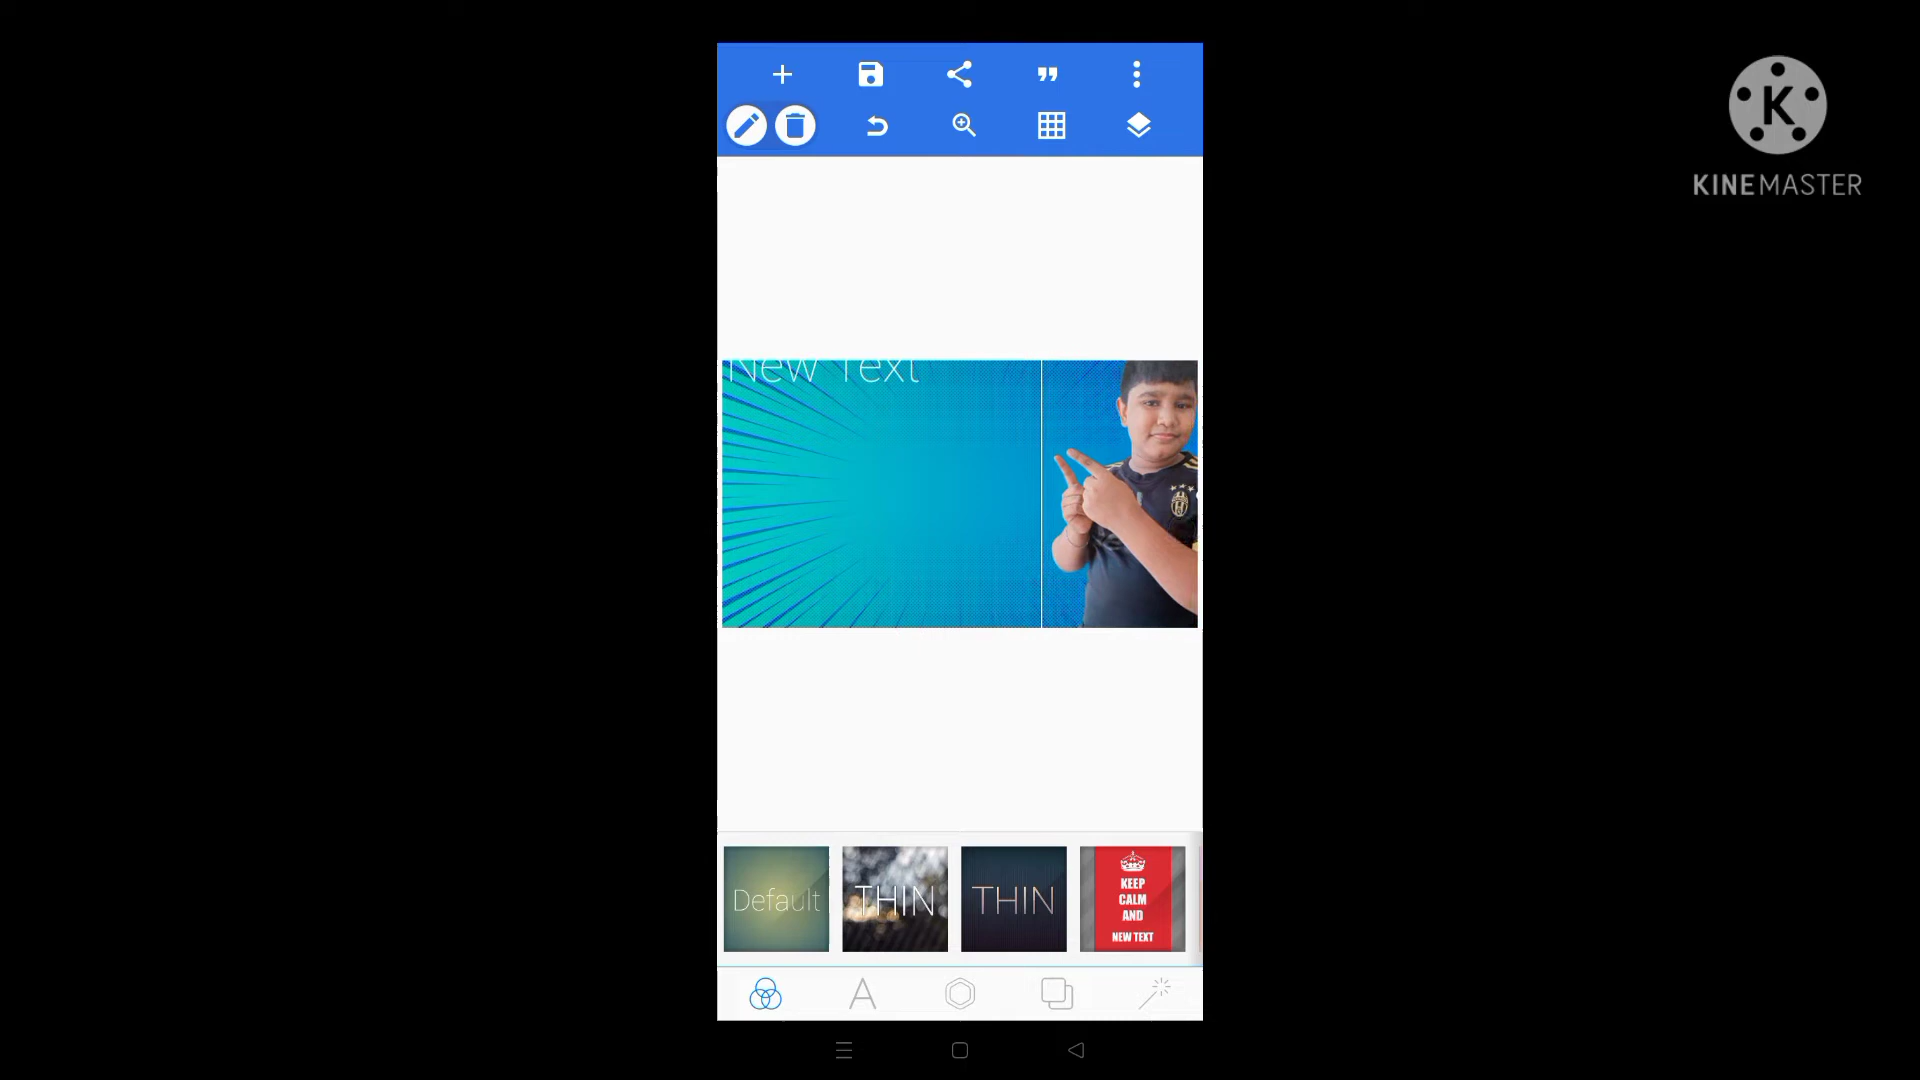 KINEMASTER
New Text
Default
THIN
THIN
KEEP
CALM
AND
NEW TEXT